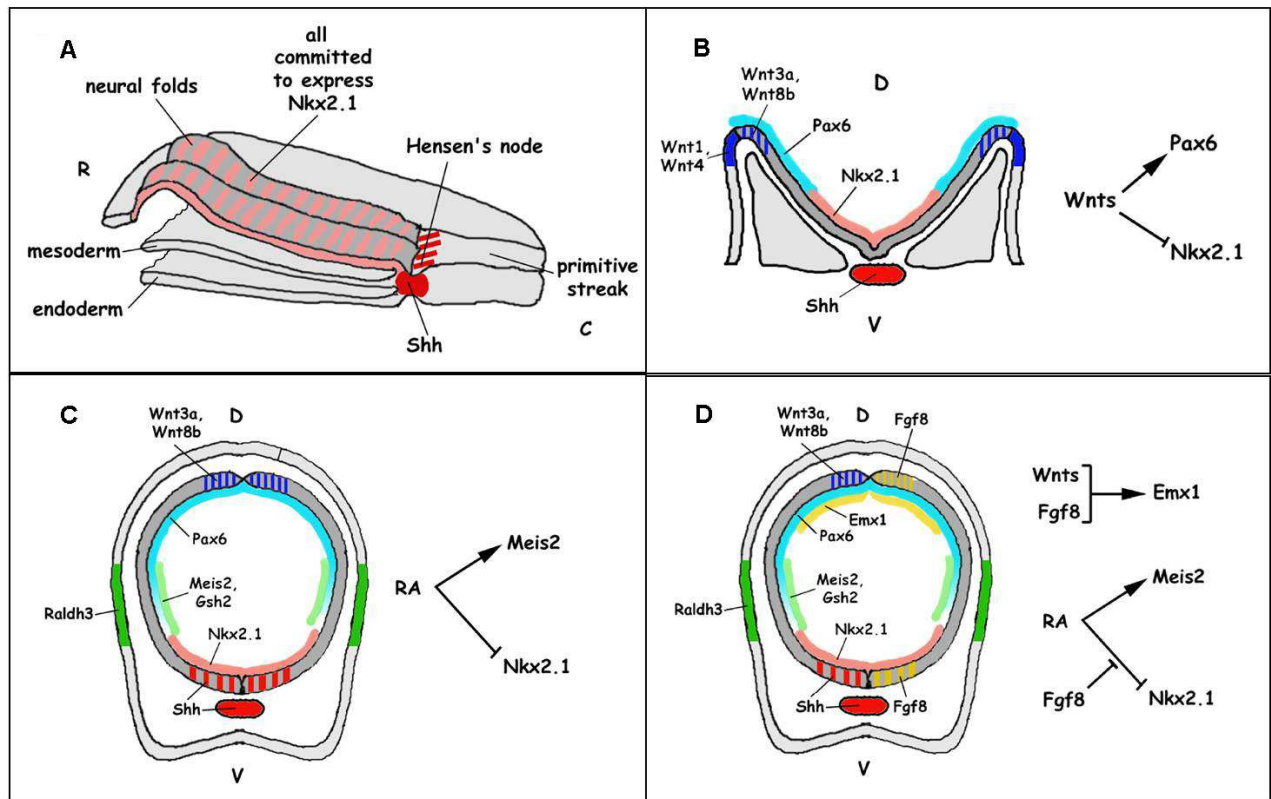 A
all
committed
to express
Nkx2.1
neural folds
Hensen's node
R
mesoderm
endoderm
primitive
streak
C
Shh
B
Wnt3a,
Wnt8b
D
Pax6
Wnt1,
Wnt4
Nkx2.1
Pax6
Wnts
Nkx2.1
Shh
V
C
Wnt3a,
Wnt8b
D
Pax6
Meis2,
Gsh2
Raldh3
Nkx2.1
Shh
V
Meis2
RA
Nkx2.1
D
Wnt3a,
Wnt8b
D
Fgf8
Emx1
Pax6
Meis2,
Gsh2
Raldh3
Nkx2.1
Shh
Fgf8
V
Wnts
Fgf8
Emx1
Meis2
RA
Fgf8
Nkx2.1